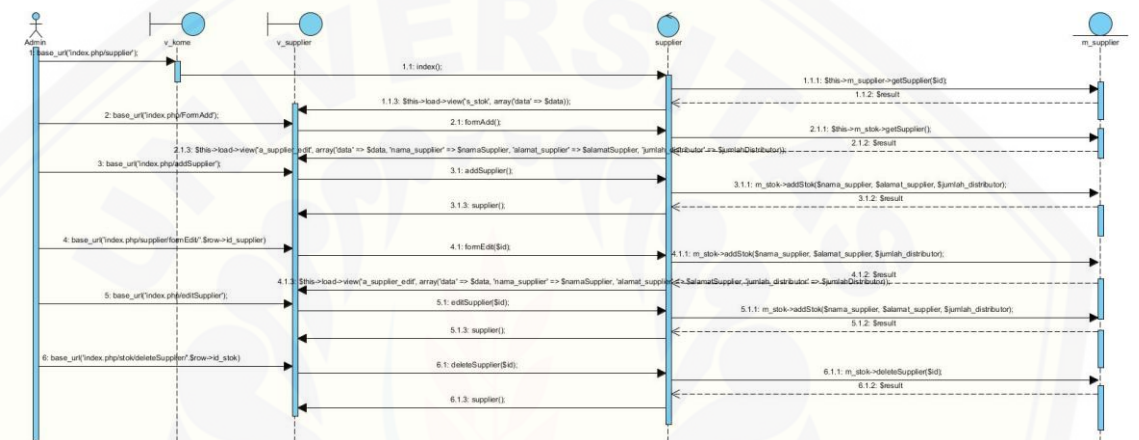 Admin
v_kome
v_supplier
supplier
m_supplier
1: base_url('index.php/supplier');
1.1: index();
1.1.1: $this->m_supplier->getSupplier($id);
1.1.2: $result
1.1.3: $this->load->view('s_stok', array('data' => $data));
2: base_url('index.php/FormAdd');
2.1: formAdd();
2.1.1: $this->m_stok->getSupplier();
2.1.2: $result
2.1.3: $this->load->view('a_supplier_edit', array('data' => $data, 'nama_supplier' => $namaSupplier, 'alamat_supplier' => $alamatSupplier, 'jumlah_distributor' => $jumlahDistributor));
3: base_url('index.php/addSupplier');
3.1: addSupplier();
3.1.1: m_stok->addStok($nama_supplier, $alamat_supplier, $jumlah_distributor);
3.1.2: $result
3.1.3: supplier();
4: base_url('index.php/supplier/formEdit/".$row->id_supplier)
4.1: formEdit($id);
4.1.1: m_stok->addStok($nama_supplier, $alamat_supplier, $jumlah_distributor);
4.1.2: $result
4.1.3: $this->load->view('a_supplier_edit', array('data' => $data, 'nama_supplier' => $namaSupplier, 'alamat_supplier' => $alamatSupplier, 'jumlah_distributor' => $jumlahDistributor));
5: base_url('index.php/editSupplier');
5.1: editSupplier($id);
5.1.1: m_stok->addStok($nama_supplier, $alamat_supplier, $jumlah_distributor);
5.1.2: $result
5.1.3: supplier();
6: base_url('index.php/stok/deleteSupplier/".$row->id_stok)
6.1: deleteSupplier($id);
6.1.1: m_stok->deleteSupplier($id);
6.1.2: $result
6.1.3: supplier();